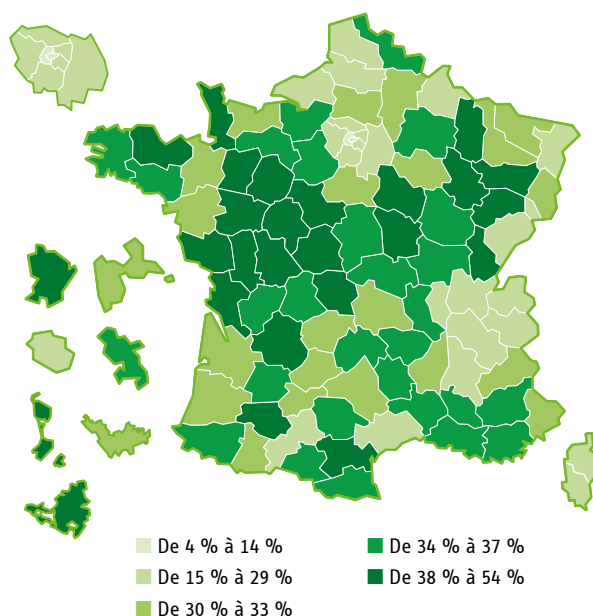 De 4 % à 14 %
De 15 % à 29 %
De 30 % à 33 %
De 34 % à 37 %
De 38 % à 54 %